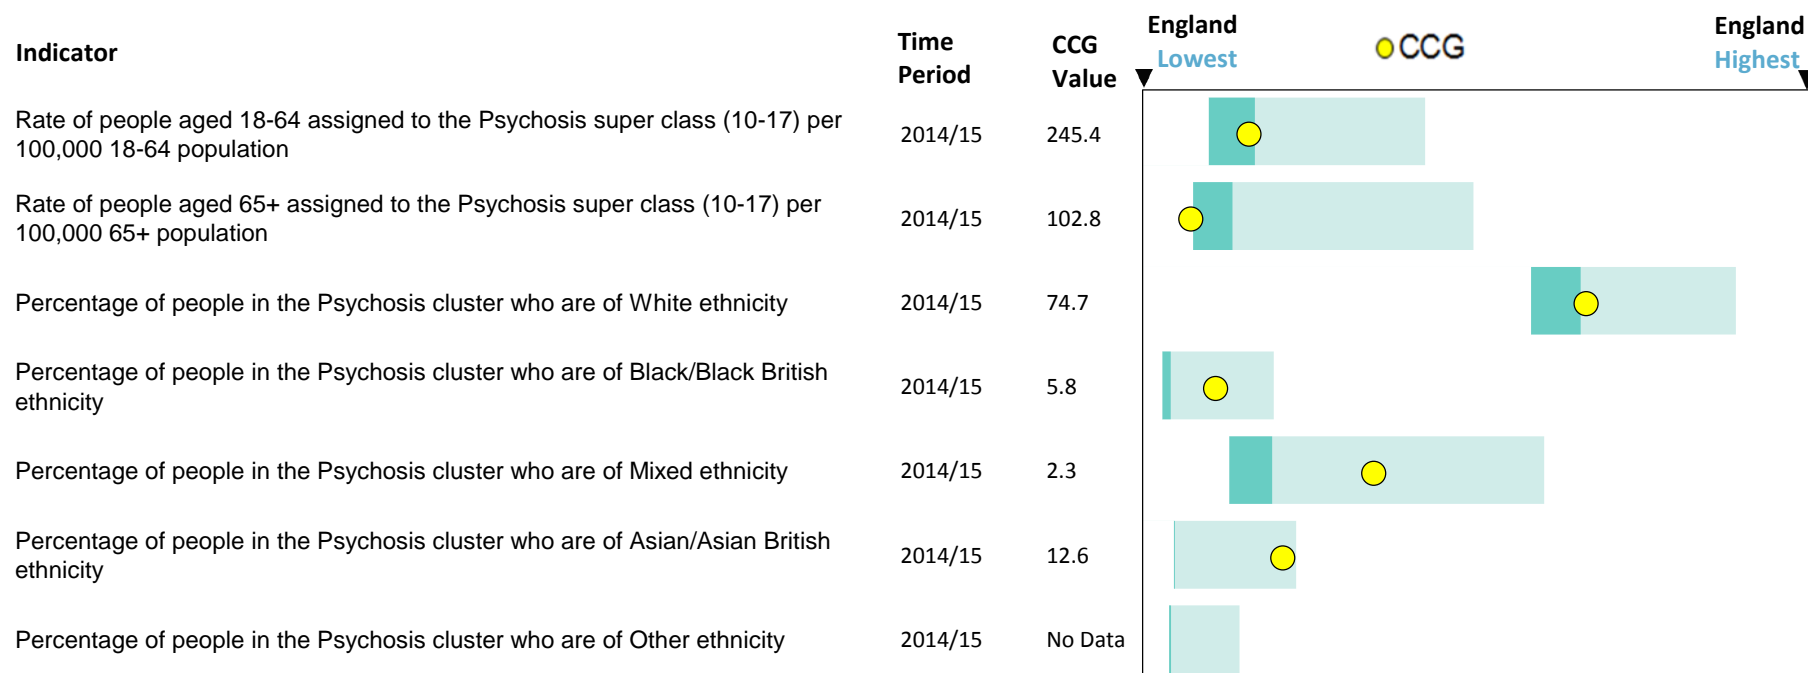 Indicator
Time Period
CCG Value
England Lowest
CCG
England Highest
Rate of people aged 18-64 assigned to the Psychosis super class (10-17) per
100,000 18-64 population
2014/15
245.4
Rate of people aged 65+ assigned to the Psychosis super class (10-17) per
100,000 65+ population
2014/15
102.8
Percentage of people in the Psychosis cluster who are of White ethnicity
2014/15
74.7
Percentage of people in the Psychosis cluster who are of Black/Black British
ethnicity
2014/15
5.8
Percentage of people in the Psychosis cluster who are of Mixed ethnicity
2014/15
2.3
Percentage of people in the Psychosis cluster who are of Asian/Asian British
ethnicity
2014/15
12.6
Percentage of people in the Psychosis cluster who are of Other ethnicity
2014/15
No Data